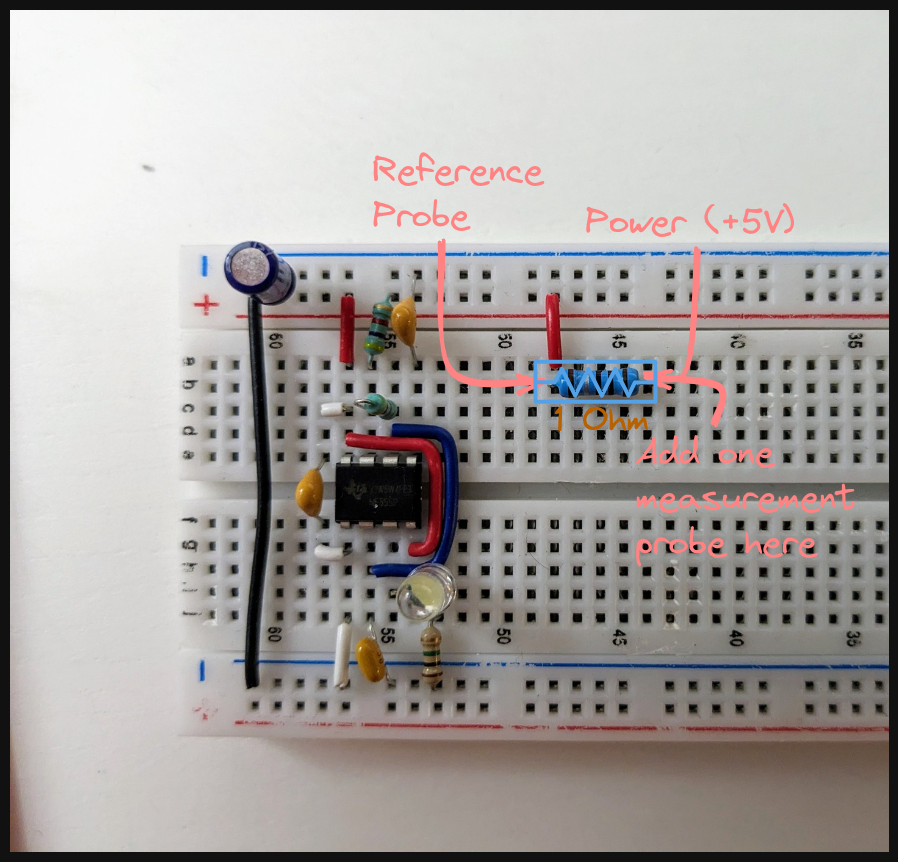 Reference
Probe
Power (+5V)
60
55
50
45
40
35
a
b
c
d
e
1 Ohm
Add one
measurement
probe here
f
g
h
i
j
60
55
50
45
40
35